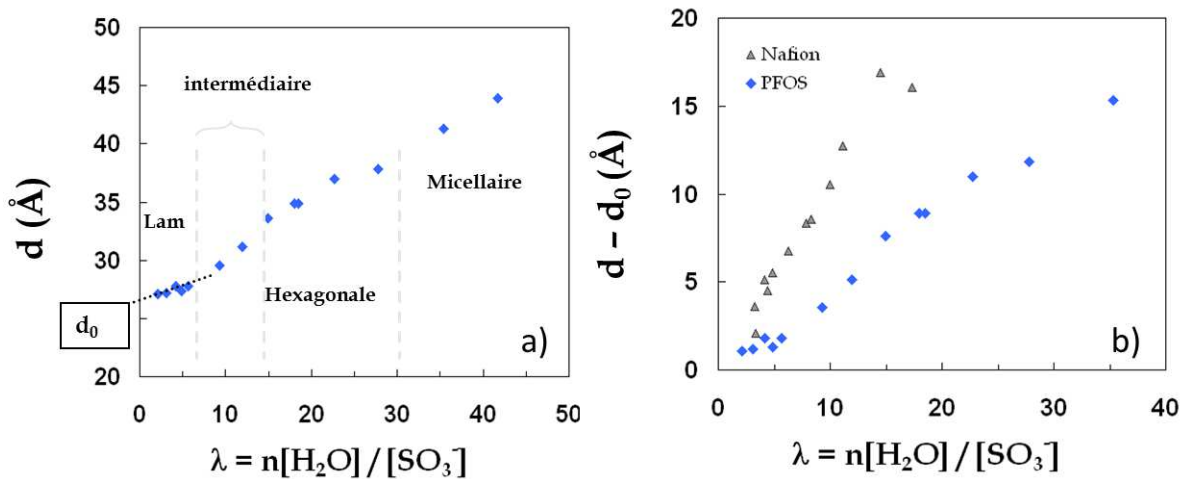 50
45
40
35
30
25
20
d (Å)
intermédiaire
Lam
Hexagonale
Micellaire
d₀
a)
0 10 20 30 40 50
λ = n[H₂O]/[SO₃⁻]
20
15
10
5
0
d – d₀ (Å)
Nafion
PFOS
b)
0 10 20 30 40
λ = n[H₂O]/[SO₃⁻]